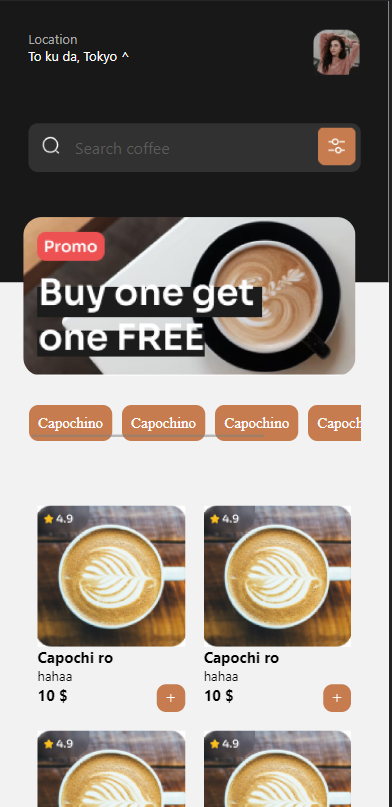 Location
To ku da, Tokyo ^
Search coffee
Promo
Buy one get
one FREE
Capochino Capochino Capochino Capoch
4.9 4.9
Capochi ro Capochi ro
hahaa hahaa
10 $ 10 $
+ +
4.9 4.9